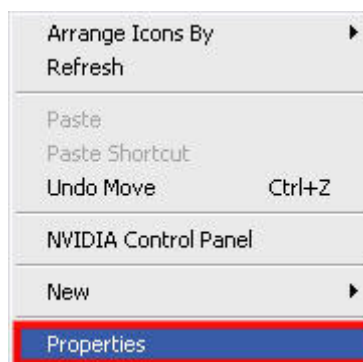 Arrange Icons By
Refresh
Paste
Paste Shortcut
Undo Move Ctrl+Z
NVIDIA Control Panel
New
Properties